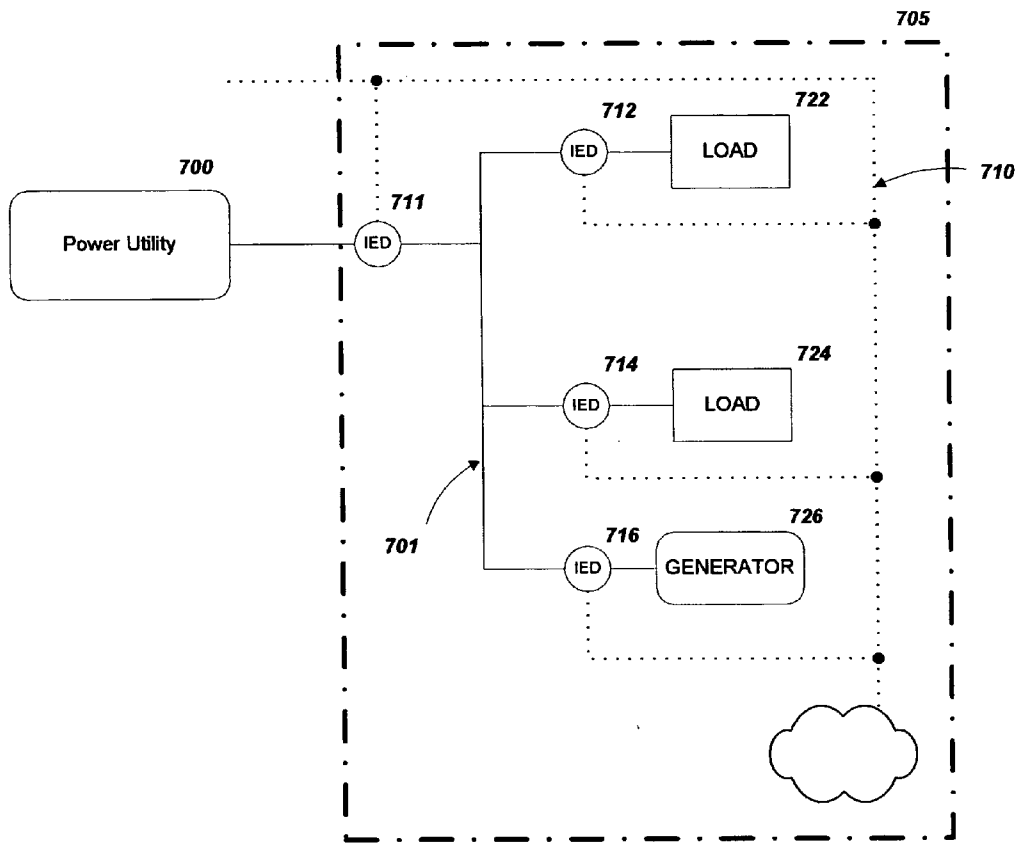 705
712
722
IED
LOAD
710
700
711
Power Utility
IED
714
724
IED
LOAD
701
716
726
IED
GENERATOR